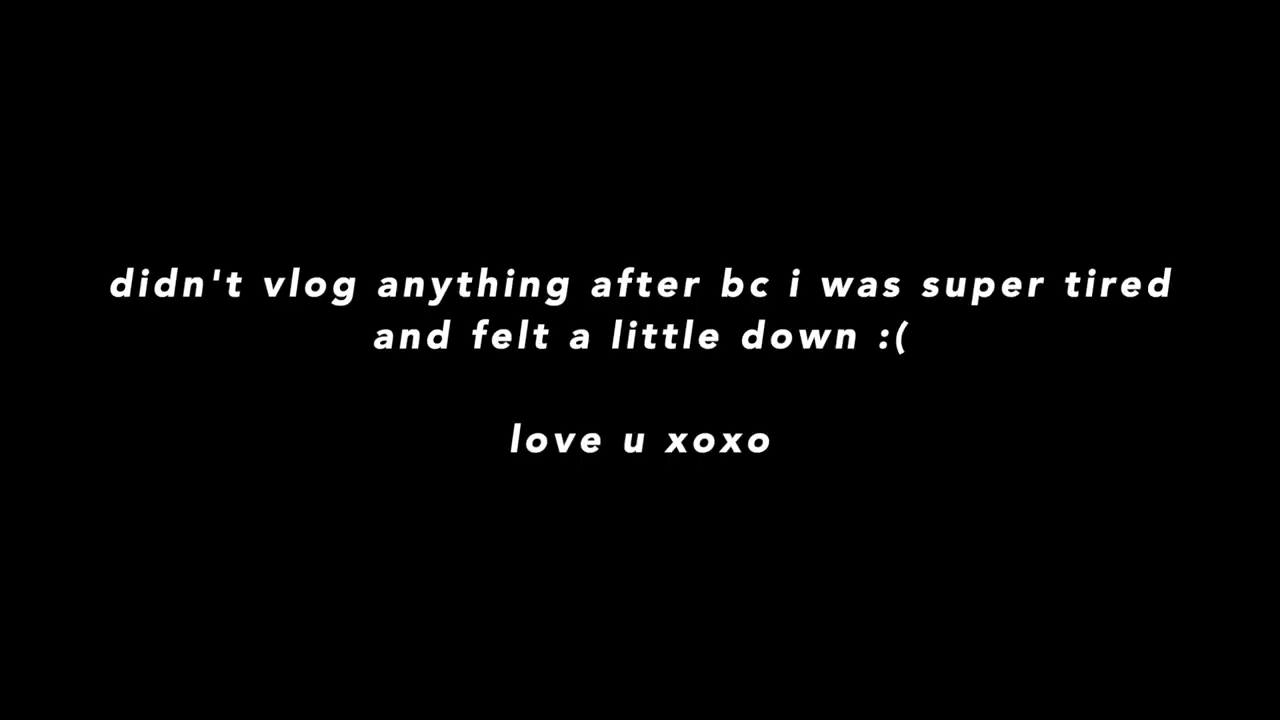 didn't vlog anything after bc i was super tired
and felt a little down :(
love u xoxo